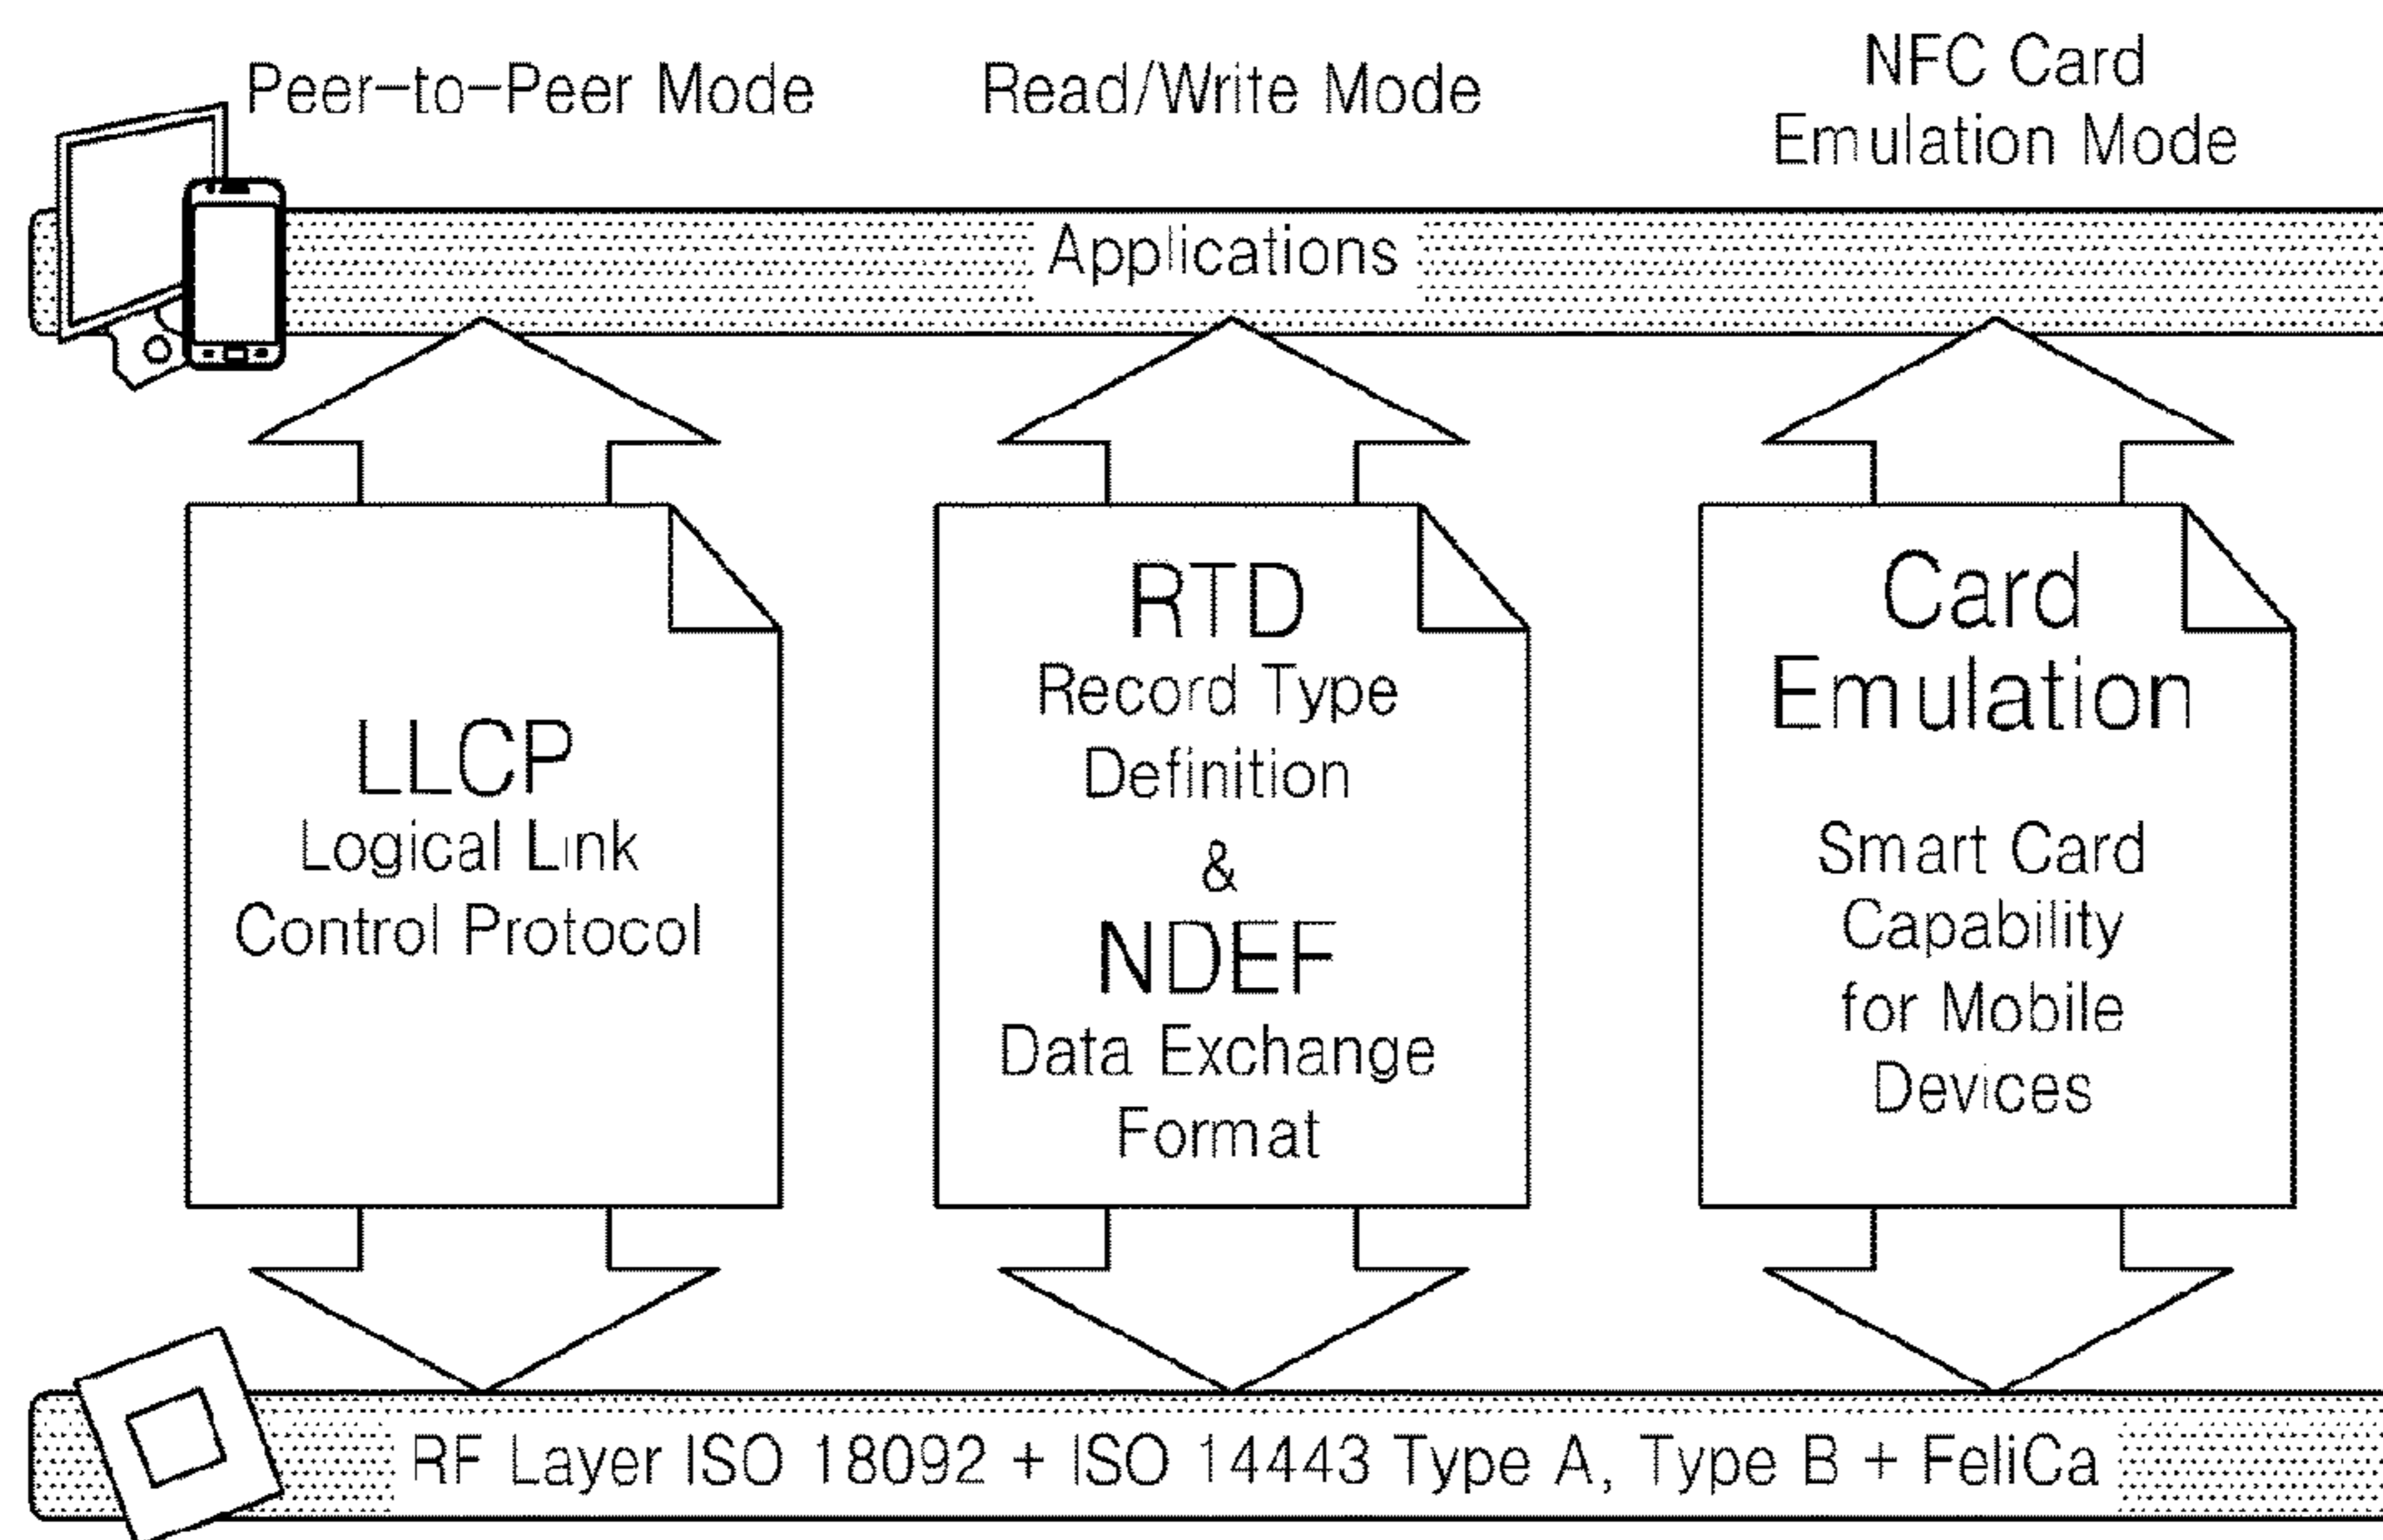 Peer-to-Peer Mode
Read/Write Mode
NFC Card
Emulation Mode
Applications
LLCP
Logical Link
Control Protocol
RTD
Record Type
Definition
&
NDEF
Data Exchange
Format
Card
Emulation
Smart Card
Capability
for Mobile
Devices
RF Layer ISO 18092 + ISO 14443 Type A, Type B + FeliCa